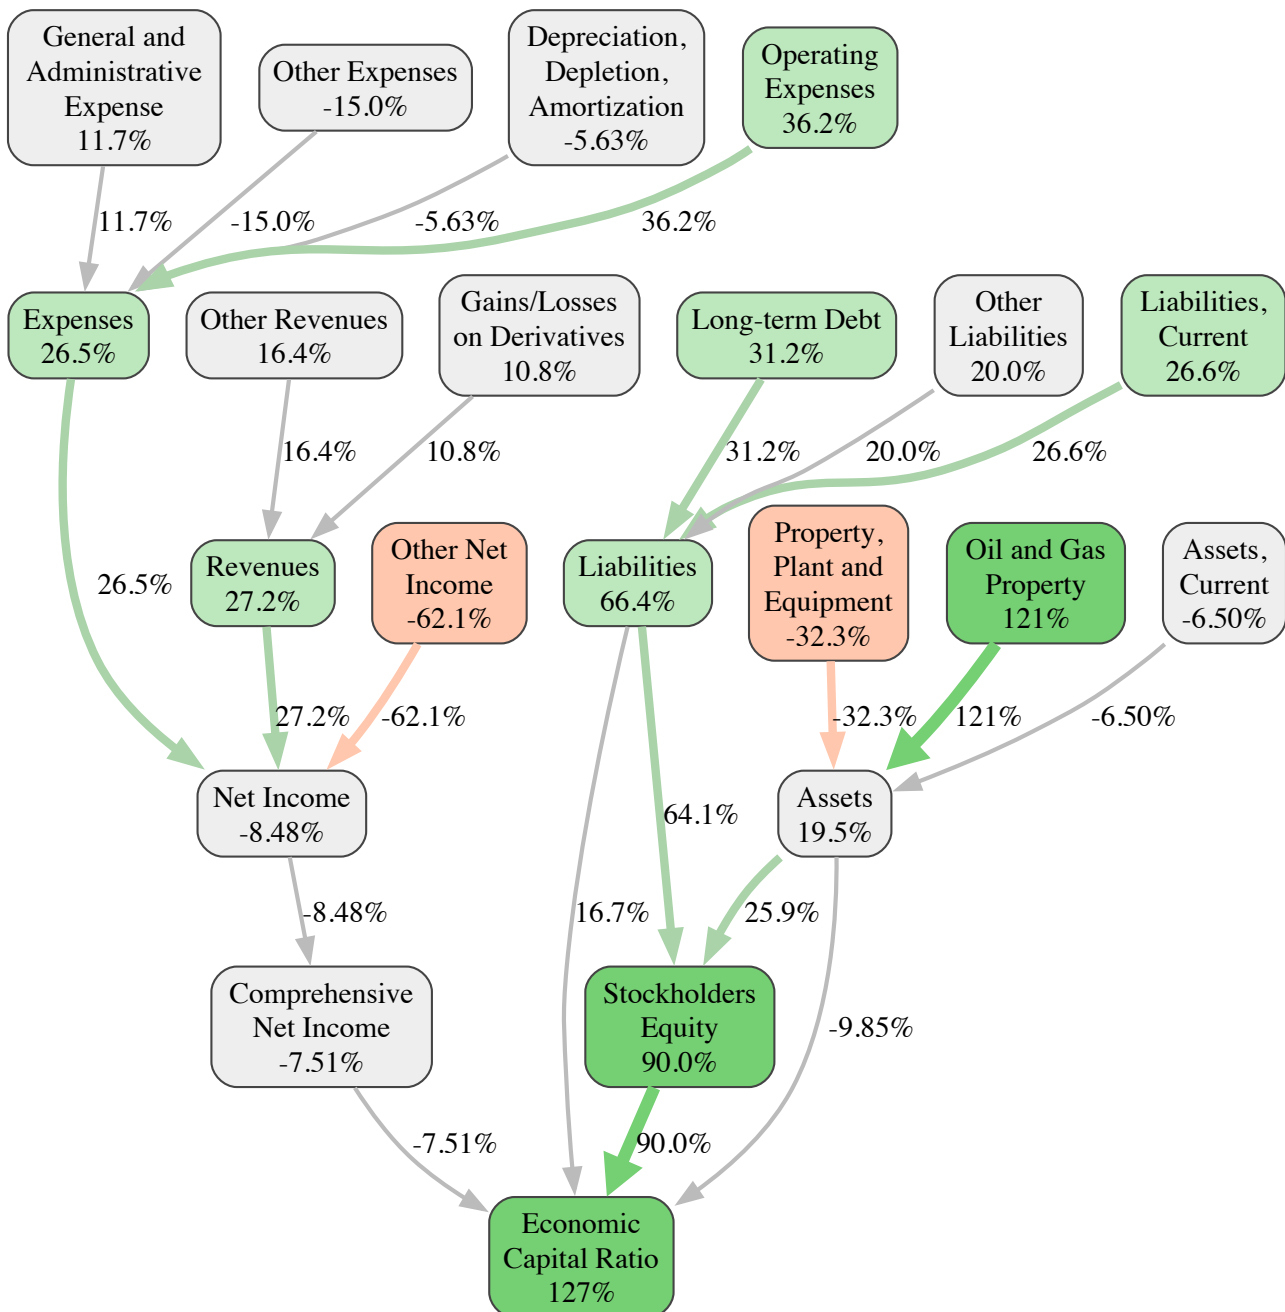 General and
Administrative
Expense
11.7%
Other Expenses
-15.0%
Depreciation,
Depletion,
Amortization
-5.63%
Operating
Expenses
36.2%
11.7%
-15.0%
-5.63%
36.2%
Expenses
26.5%
Other Revenues
16.4%
Gains/Losses
on Derivatives
10.8%
Long-term Debt
31.2%
Other
Liabilities
20.0%
Liabilities,
Current
26.6%
16.4%
10.8%
31.2%
20.0%
26.6%
26.5%
Revenues
27.2%
Other Net
Income
-62.1%
Liabilities
66.4%
Property,
Plant and
Equipment
-32.3%
Oil and Gas
Property
121%
Assets,
Current
-6.50%
27.2%
-62.1%
-32.3%
121%
-6.50%
Net Income
-8.48%
64.1%
Assets
19.5%
-8.48%
16.7%
25.9%
Comprehensive
Net Income
-7.51%
Stockholders
Equity
90.0%
-9.85%
-7.51%
90.0%
Economic
Capital Ratio
127%